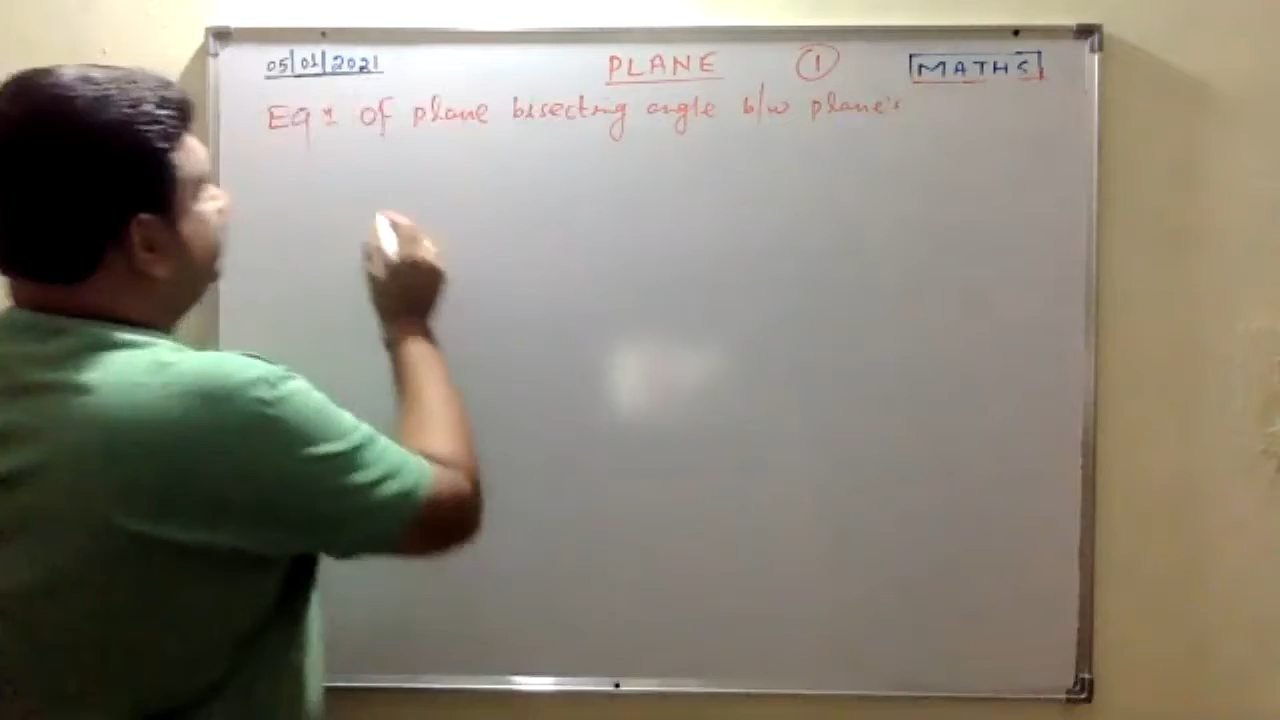 05/01/2021 PLANE 1 MATHS
Eqn of plane bisecting angle b/w plane's